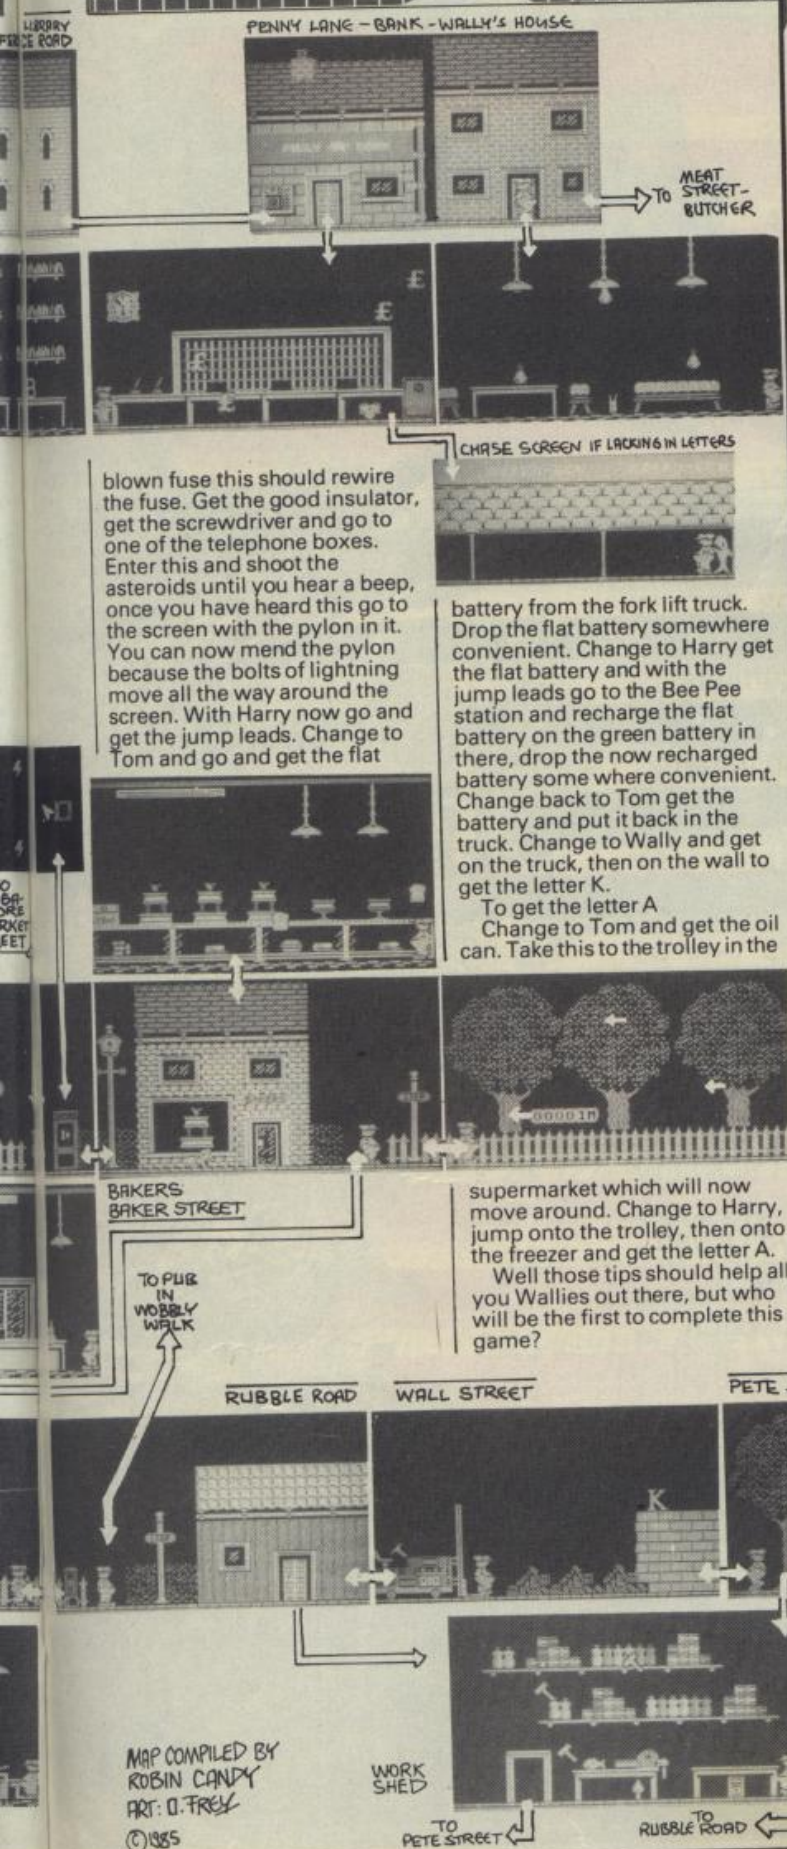 LIBRARY
PENNY LANE - BANK - WALLY'S HOUSE
TO MEAT
STREET -
BUTCHER
CHASE SCREEN IF LACKING IN LETTERS
blown fuse this should rewire
the fuse. Get the good insulator,
get the screwdriver and go to
one of the telephone boxes.
Enter this and shoot the
asteroids until you hear a beep,
once you have heard this go to
the screen with the pylon in it.
You can now mend the pylon
because the bolts of lightning
move all the way around the
screen. With Harry now go and
get the jump leads. Change to
Tom and go and get the flat
battery from the fork lift truck.
Drop the flat battery somewhere
convenient. Change to Harry get
the flat battery and with the
jump leads go to the Bee Pee
station and recharge the flat
battery on the green battery in
there, drop the now recharged
battery some where convenient.
Change back to Tom get the
battery and put it back in the
truck. Change to Wally and get
on the truck, then on the wall to
get the letter K.
To get the letter A
Change to Tom and get the oil
can. Take this to the trolley in the
00001M
BAKERS
BAKER STREET
supermarket which will now
move around. Change to Harry,
jump onto the trolley, then onto
the freezer and get the letter A.
Well those tips should help all
you Wallies out there, but who
will be the first to complete this
game?
TO PUB
IN
WOBBLY
WALK
RUBBLE ROAD
WALL STREET
PETE
K
MAP COMPILED BY
ROBIN CANDY
ART: O. FREY
© 1985
WORK
SHED
TO
PETE STREET
TO
RUBBLE ROAD